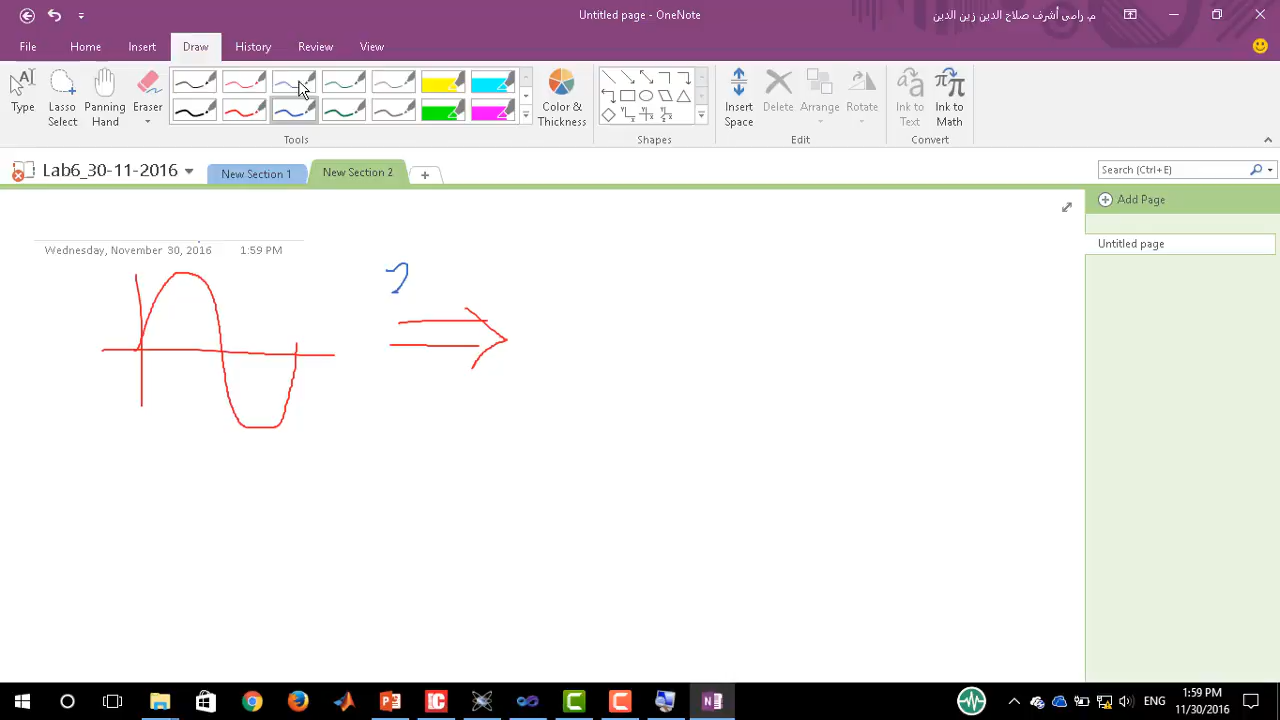 Untitled page - OneNote
م. رامى أشرف صلاح الدين زين الدين
File Home Insert Draw History Review View
Type
Lasso Select
Panning Hand
Eraser
Color & Thickness
Insert Space
Delete
Arrange
Rotate
Ink to Text
Ink to Math
Tools
Shapes
Edit
Convert
Lab6_30-11-2016
New Section 1
New Section 2
Search (Ctrl+E)
Add Page
Untitled page
Wednesday, November 30, 2016 1:59 PM
ENG
1:59 PM
11/30/2016